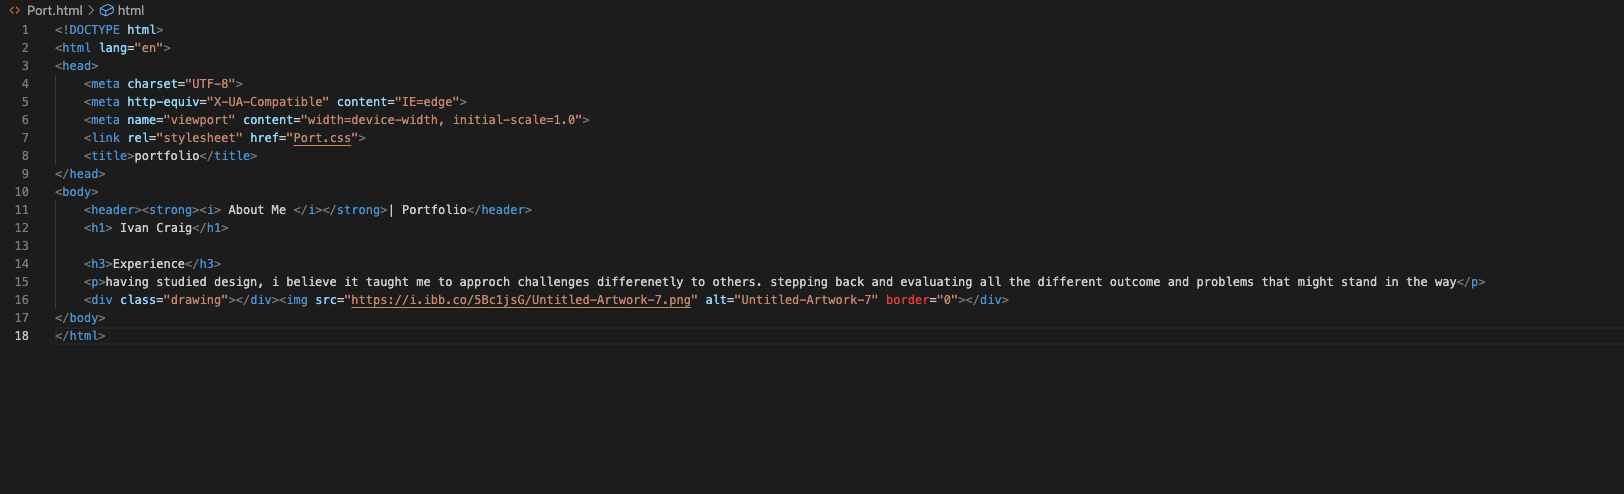 Port.html > html
1 <!DOCTYPE html>
2 <html lang="en">
3 <head>
4     <meta charset="UTF-8">
5     <meta http-equiv="X-UA-Compatible" content="IE=edge">
6     <meta name="viewport" content="width=device-width, initial-scale=1.0">
7     <link rel="stylesheet" href="Port.css">
8     <title>portfolio</title>
9 </head>
10 <body>
11     <header><strong><i> About Me </i></strong>| Portfolio</header>
12     <h1> Ivan Craig</h1>
13
14     <h3>Experience</h3>
15     <p>having studied design, i believe it taught me to approch challenges differenetly to others. stepping back and evaluating all the different outcome and problems that might stand in the way</p>
16     <div class="drawing"></div><img src="https://i.ibb.co/5Bc1jsG/Untitled-Artwork-7.png" alt="Untitled-Artwork-7" border="0"></div>
17 </body>
18 </html>